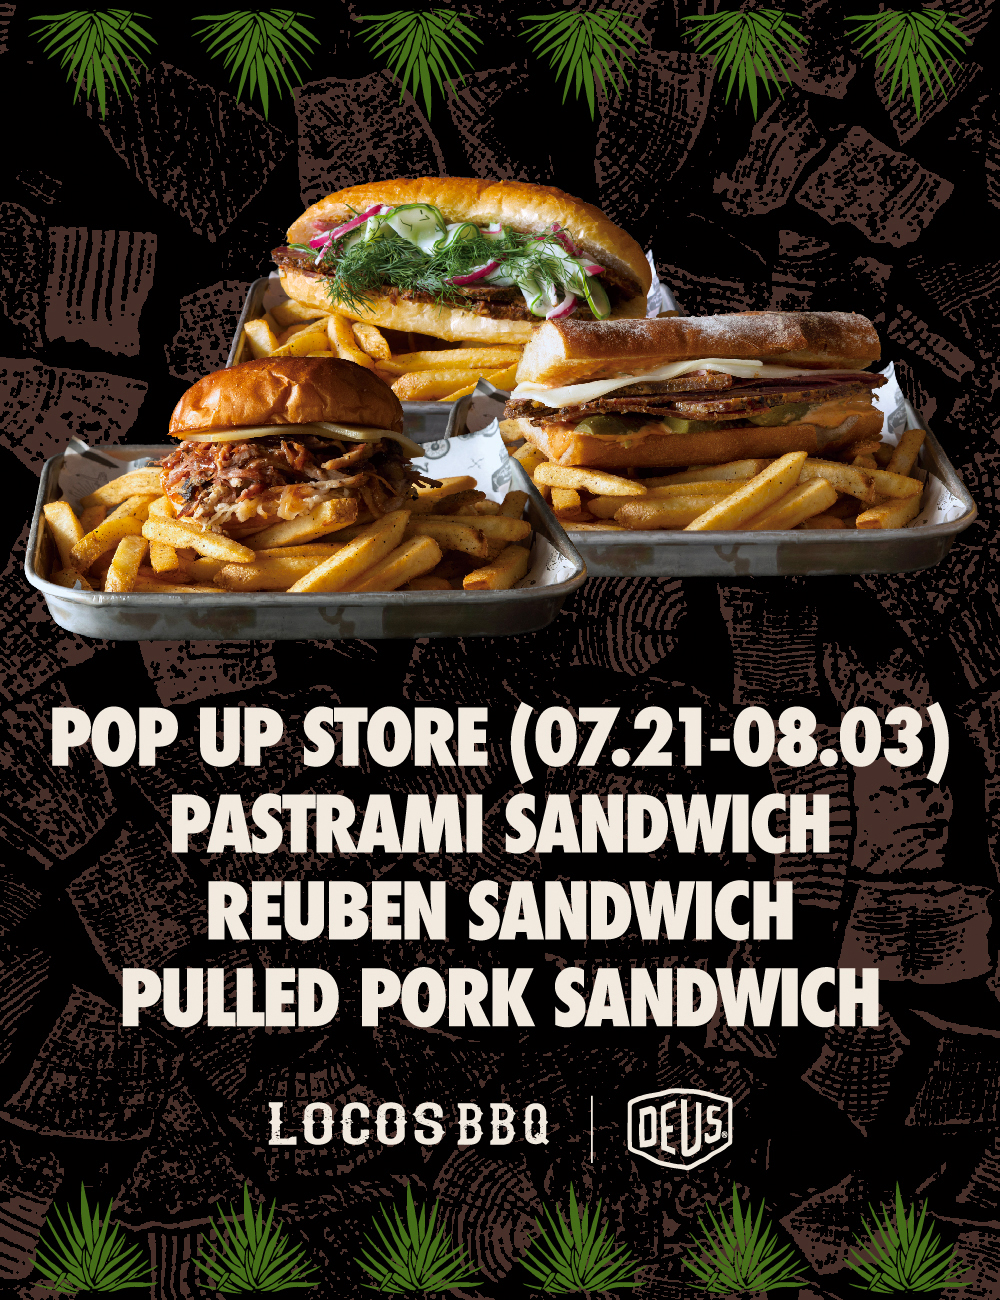 POP UP STORE (07.21-08.03)
PASTRAMI SANDWICH
REUBEN SANDWICH
PULLED PORK SANDWICH
LOCOS BBQ
DEUS®